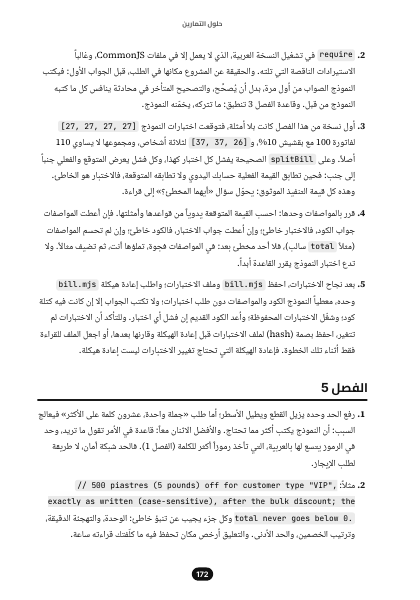 حلول التمارين
2. require في تشغيل النسخة العربية، الذي لا يعمل إلا في ملفات CommonJS، وغالباً
الاستيرادات الناقصة التي تلته. والحقيقة عن المشروع مكانها في الطلب، قبل الجواب الأول: فيكتب
النموذج الصواب من أول مرة، بدل أن يُصحَّح، والتصحيح المتأخر في محادثة ينافس كل ما كتبه
النموذج من قبل. وقاعدة الفصل 3 تنطبق: ما تتركه، يخمّنه النموذج.
3. أول نسخة من هذا الفصل كانت بلا أمثلة، فتوقعت اختبارات النموذج [27, 27, 27, 27]
لفاتورة 100 مع بقشيش 10%، و[37, 37, 26] لثلاثة أشخاص، ومجموعها لا يساوي 110
أصلاً. وعلى splitBill الصحيحة يفشل كل اختبار كهذا، وكل فشل يعرض المتوقع والفعلي جنباً
إلى جنب: فحين تطابق القيمة الفعلية حسابك اليدوي ولا تطابقه المتوقعة، فالاختبار هو الخاطئ.
وهذه كل قيمة التنفيذ الموثوق: يحوّل سؤال «أيهما المخطئ؟» إلى قراءة.
4. قرر بالمواصفات وحدها: احسب القيمة المتوقعة يدوياً من قواعدها وأمثلتها. فإن أعطت المواصفات
جواب الكود، فالاختبار خاطئ؛ وإن أعطت جواب الاختبار، فالكود خاطئ؛ وإن لم تحسم المواصفات
(مثلاً total سالب)، فلا أحد مخطئ بعد: في المواصفات فجوة، تملؤها أنت، ثم تضيف مثالاً. ولا
تدع اختبار النموذج يقرر القاعدة أبداً.
5. بعد نجاح الاختبارات، احفظ bill.mjs وملف الاختبارات؛ واطلب إعادة هيكلة bill.mjs
وحده، معطياً النموذج الكود والمواصفات دون طلب اختبارات؛ ولا تكتب الجواب إلا إن كانت فيه كتلة
كود؛ وشغّل الاختبارات المحفوظة؛ وأعد الكود القديم إن فشل أي اختبار. وللتأكد أن الاختبارات لم
تتغير، احفظ بصمة (hash) لملف الاختبارات قبل إعادة الهيكلة وقارنها بعدها، أو اجعل الملف للقراءة
فقط أثناء تلك الخطوة. فإعادة الهيكلة التي تحتاج تغيير الاختبارات ليست إعادة هيكلة.
الفصل 5
1. رفع الحد وحده يزيل القطع ويطيل الأسطر؛ أما طلب «جملة واحدة، عشرون كلمة على الأكثر» فيعالج
السبب: أن النموذج يكتب أكثر مما تحتاج. والأفضل الاثنان معاً: قاعدة في الأمر تقول ما تريد، وحد
في الرموز يتسع لها بالعربية، التي تأخذ رموزاً أكثر للكلمة (الفصل 1). فالحد شبكة أمان، لا طريقة
لطلب الإيجاز.
2. مثلاً: // 500 piastres (5 pounds) off for customer type "VIP",
exactly as written (case-sensitive), after the bulk discount; the
total never goes below 0. وكل جزء يجيب عن تنبؤ خاطئ: الوحدة، والتهجئة الدقيقة،
وترتيب الخصمين، والحد الأدنى. والتعليق أرخص مكان تحفظ فيه ما كلّفتك قراءته ساعة.
172